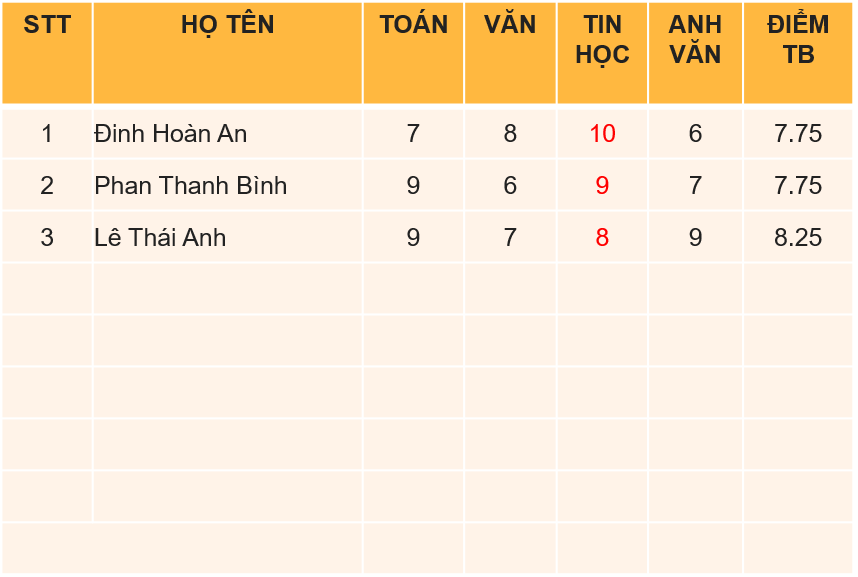 STT HỌ TÊN TOÁN VĂN TIN HỌC ANH VĂN ĐIỂM TB
1 Đinh Hoàn An 7 8 10 6 7.75
2 Phan Thanh Bình 9 6 9 7 7.75
3 Lê Thái Anh 9 7 8 9 8.25